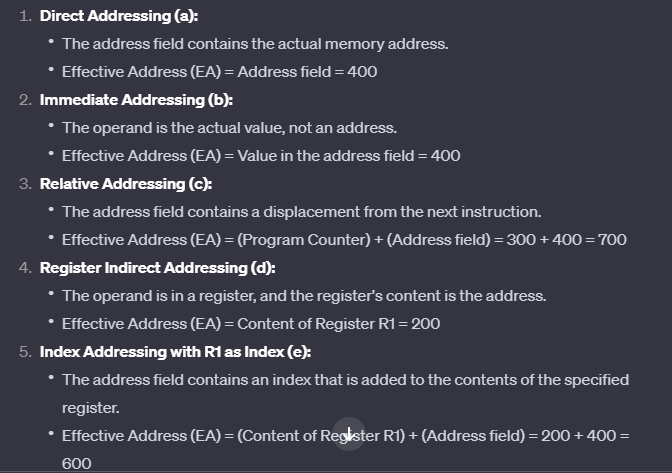 1. Direct Addressing (a):
• The address field contains the actual memory address.
• Effective Address (EA) = Address field = 400
2. Immediate Addressing (b):
• The operand is the actual value, not an address.
• Effective Address (EA) = Value in the address field = 400
3. Relative Addressing (c):
• The address field contains a displacement from the next instruction.
• Effective Address (EA) = (Program Counter) + (Address field) = 300 + 400 = 700
4. Register Indirect Addressing (d):
• The operand is in a register, and the register's content is the address.
• Effective Address (EA) = Content of Register R1 = 200
5. Index Addressing with R1 as Index (e):
• The address field contains an index that is added to the contents of the specified
register.
• Effective Address (EA) = (Content of Register R1) + (Address field) = 200 + 400 =
600